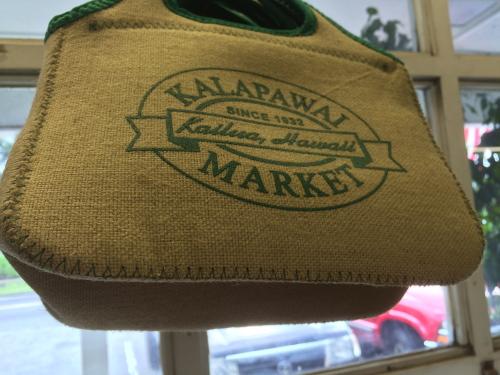 KALAPAWAI
SINCE 1932
Kailua, Hawaii
MARKET